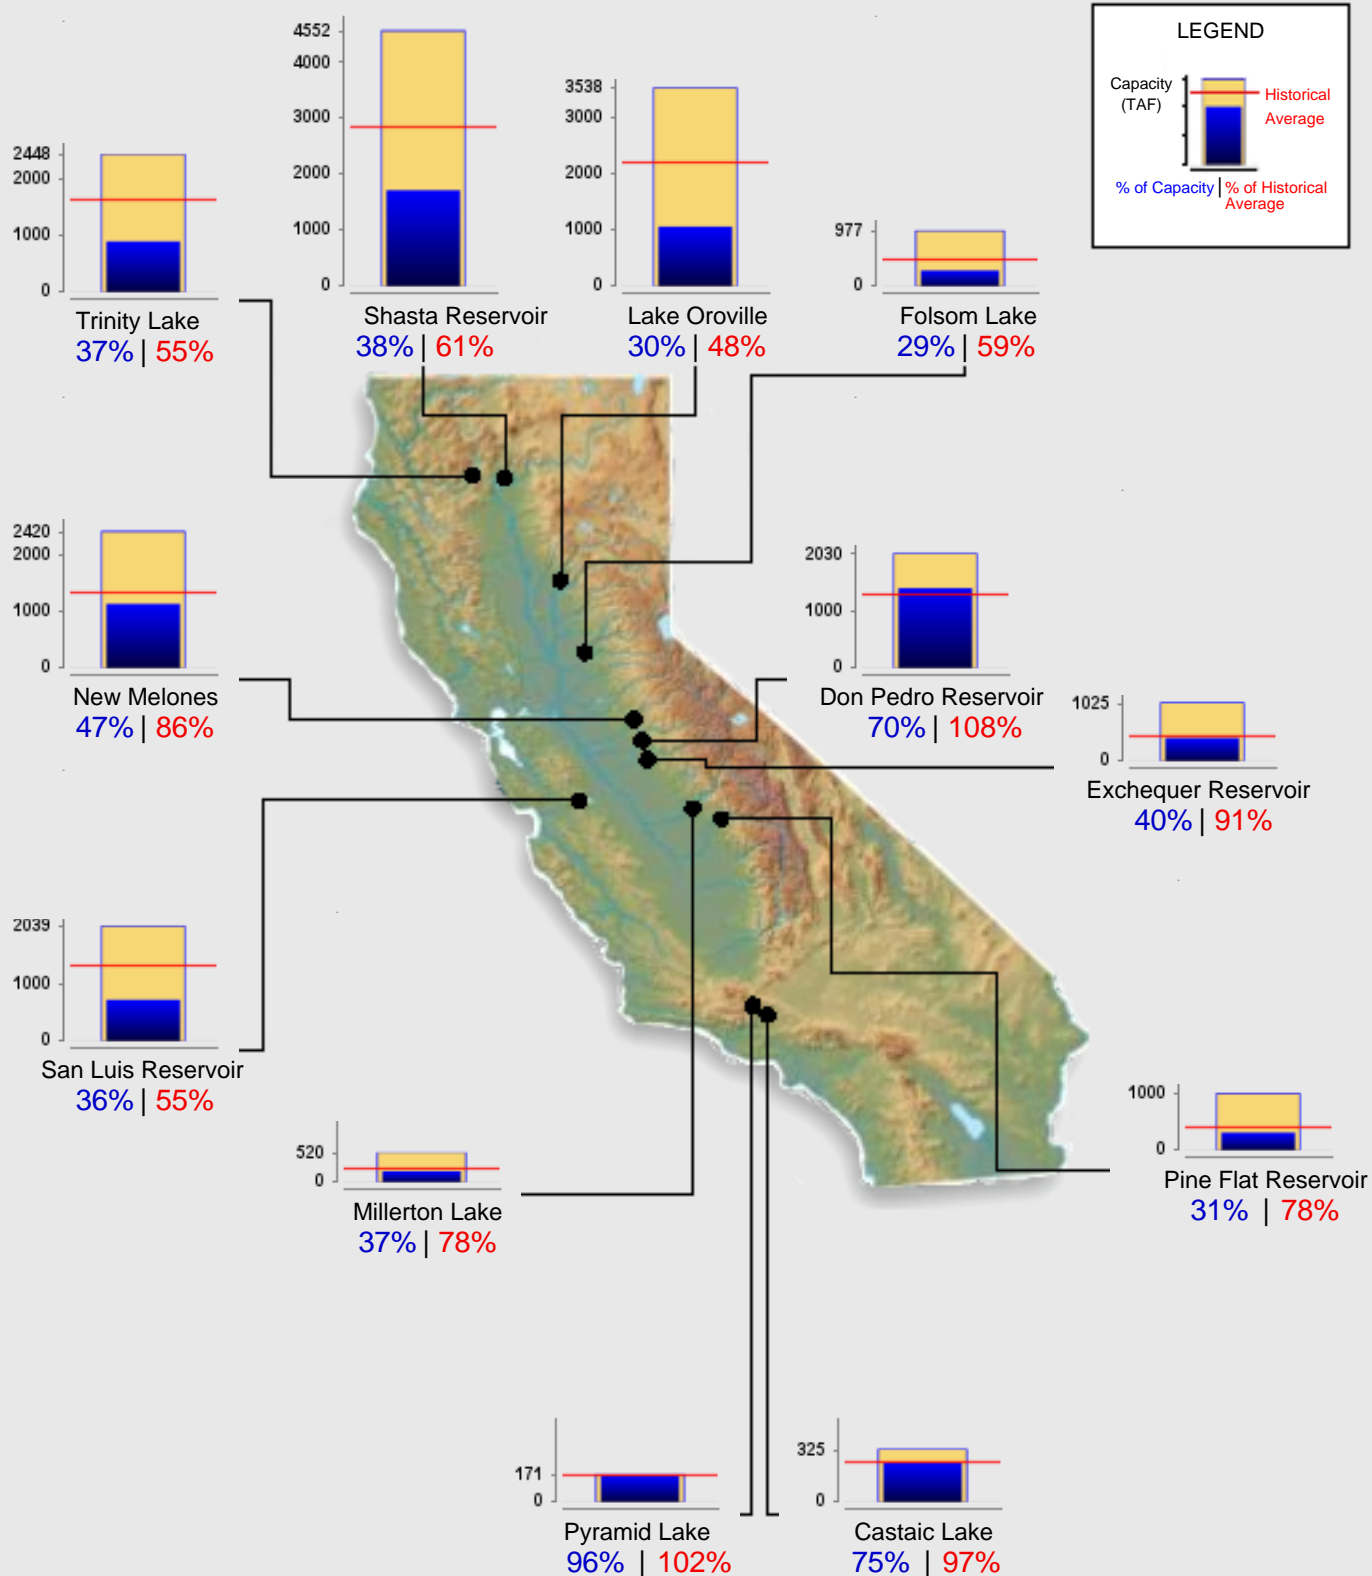 LEGEND
Capacity
(TAF)
Historical
Average
% of Capacity | % of Historical
Average
4552
4000
3000
2000
1000
0
Shasta Reservoir
38% | 61%
3538
3000
2000
1000
0
Lake Oroville
30% | 48%
2448
2000
1000
0
Trinity Lake
37% | 55%
977
0
Folsom Lake
29% | 59%
2420
2000
1000
0
New Melones
47% | 86%
2030
1000
0
Don Pedro Reservoir
70% | 108%
1025
0
Exchequer Reservoir
40% | 91%
2039
1000
0
San Luis Reservoir
36% | 55%
520
0
Millerton Lake
37% | 78%
1000
0
Pine Flat Reservoir
31% | 78%
171
0
Pyramid Lake
96% | 102%
325
0
Castaic Lake
75% | 97%